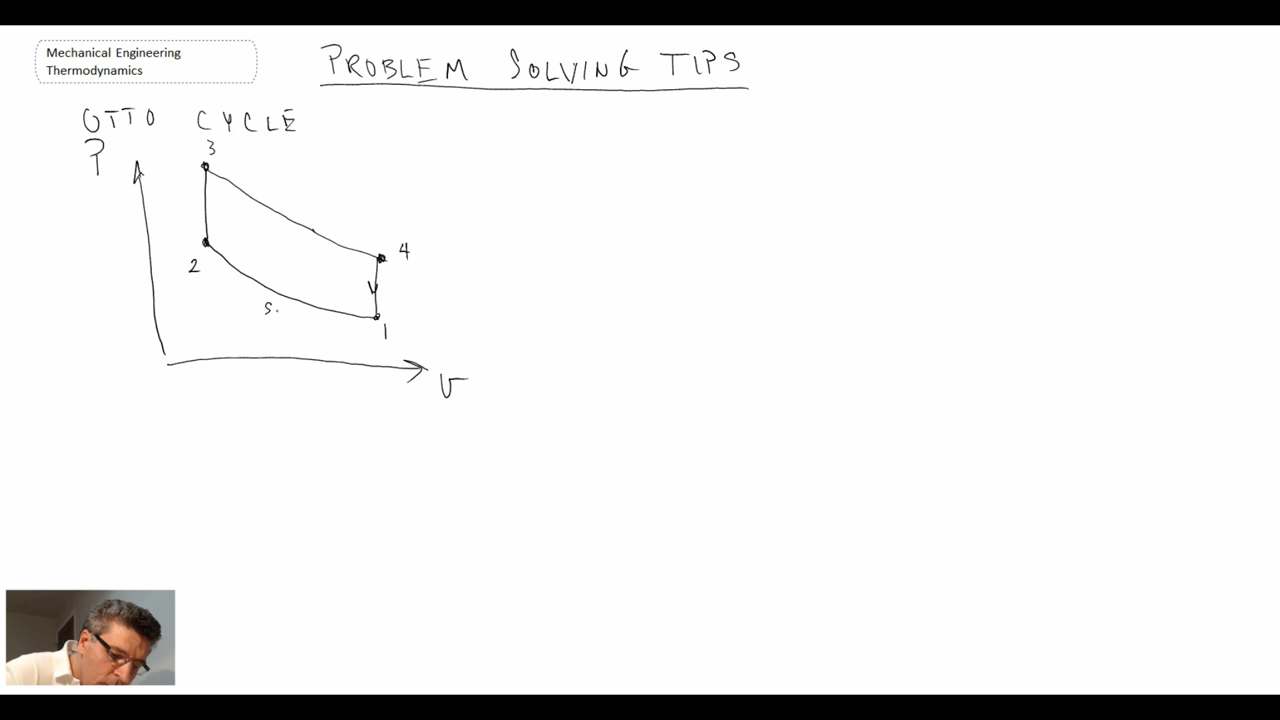 Mechanical Engineering
Thermodynamics
PROBLEM SOLVING TIPS
OTTO CYCLE
P
3
4
2
s.
1
v